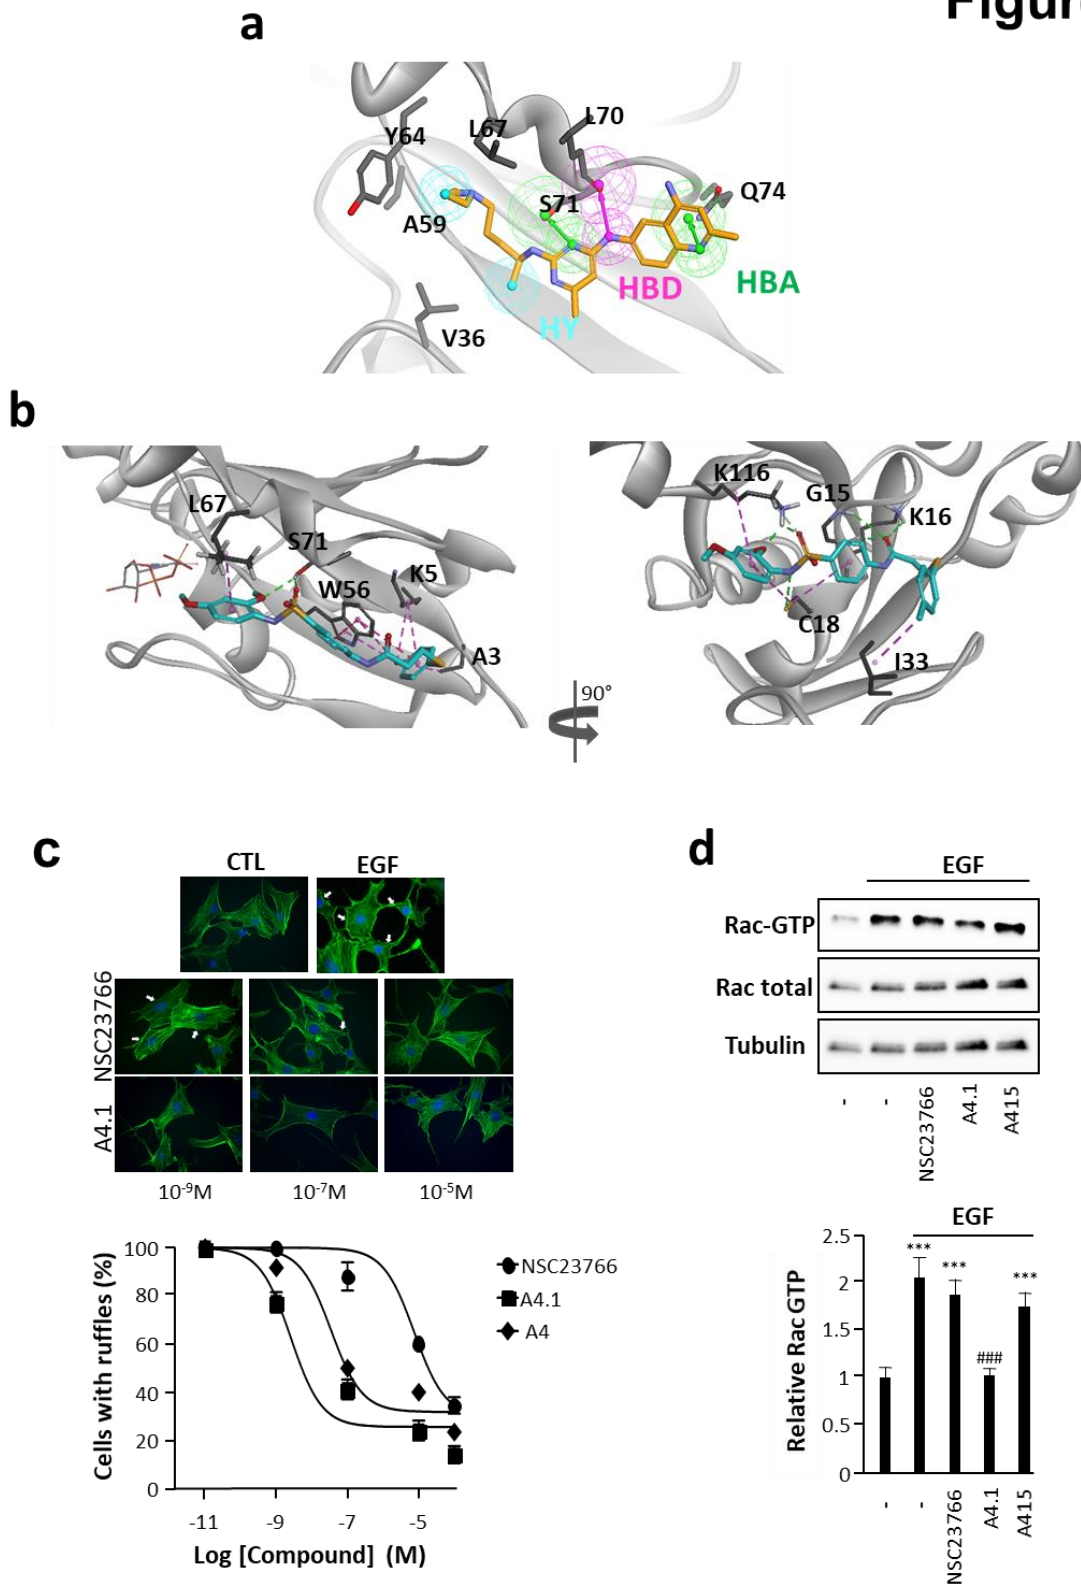 Figure
a
Y64
L67
L70
Q74
S71
A59
HBD
HBA
HY
V36
b
L67
S71
W56
K5
A3
90°
K116
G15
K16
C18
I33
c
CTL
EGF
NSC23766
A4.1
10⁻⁹M
10⁻⁷M
10⁻⁵M
Cells with ruffles (%)
100
80
60
40
20
0
-11
-9
-7
-5
Log [Compound] (M)
NSC23766
A4.1
A4
d
EGF
Rac-GTP
Rac total
Tubulin
-
-
NSC23766
A4.1
A415
EGF
Relative Rac GTP
2.5
2
1.5
1
0.5
0
***
***
###
***
-
-
NSC23766
A4.1
A415